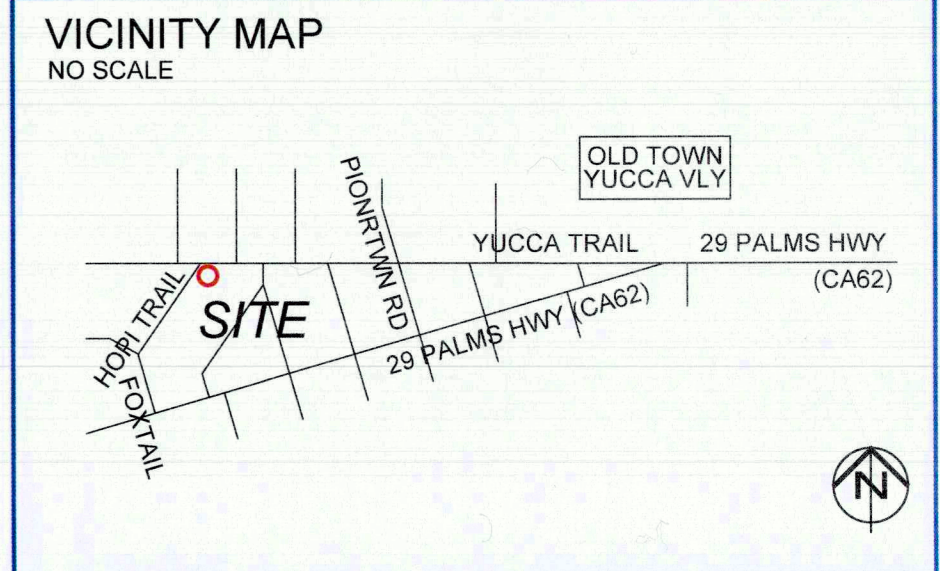 VICINITY MAP
NO SCALE
OLD TOWN
YUCCA VLY
PIONRTWN RD
YUCCA TRAIL
29 PALMS HWY
(CA62)
HOPI TRAIL
SITE
29 PALMS HWY (CA62)
FOXTAIL
N